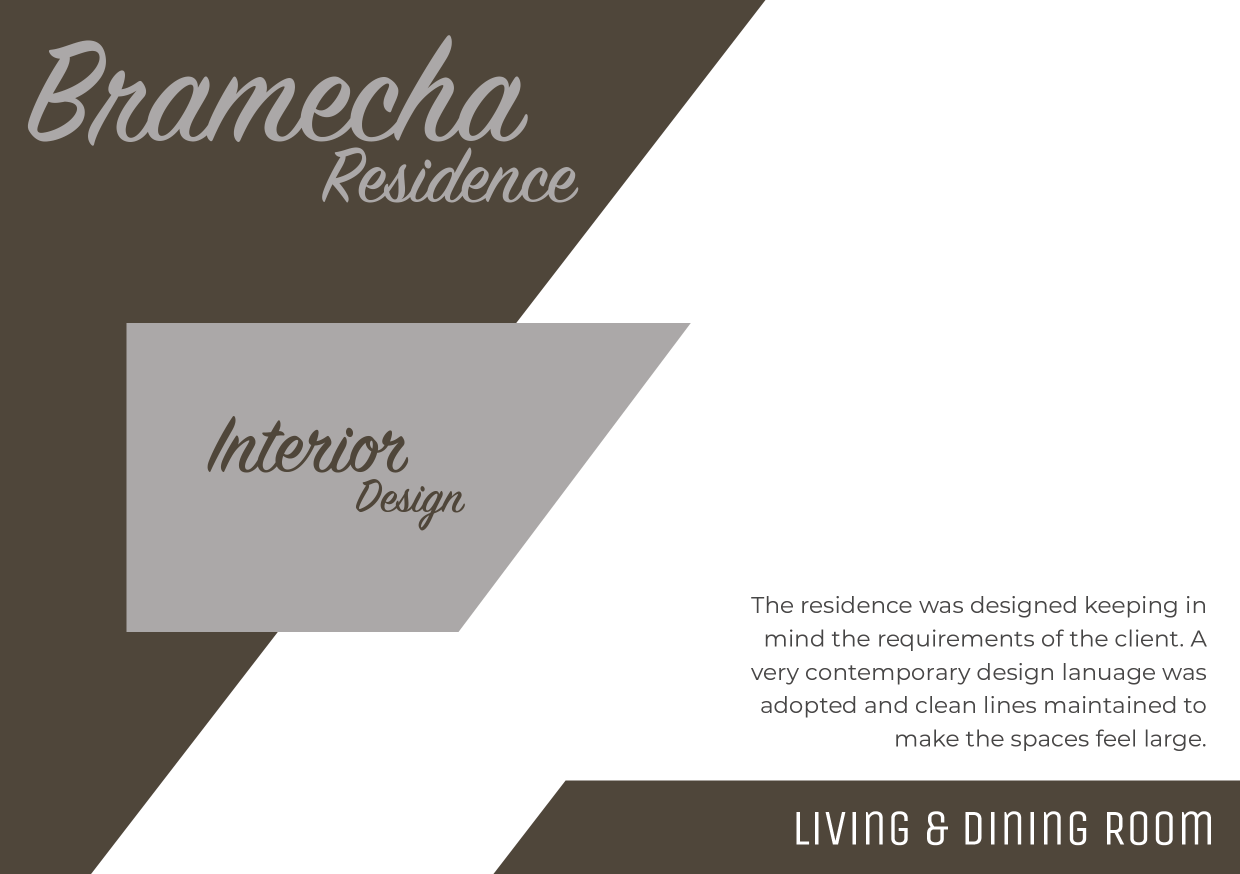 Bramecha
Residence
Interior
Design
The residence was designed keeping in
mind the requirements of the client. A
very contemporary design lanuage was
adopted and clean lines maintained to
make the spaces feel large.
LIVING & DINING ROOM